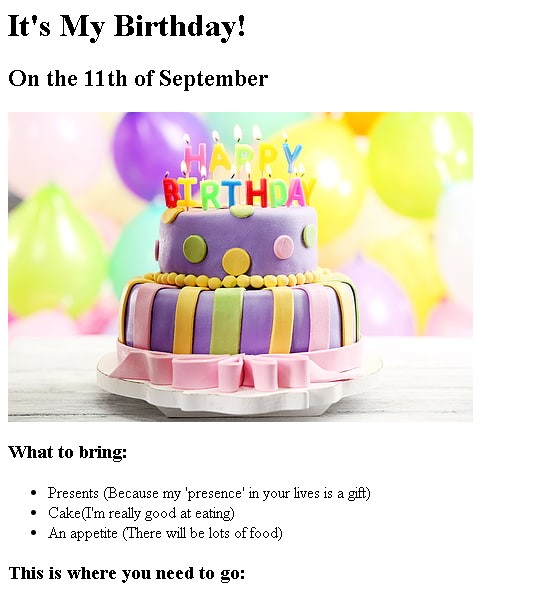 It's My Birthday!
On the 11th of September
HAPPY
BIRTHDAY
What to bring:
Presents (Because my 'presence' in your lives is a gift)
Cake(I'm really good at eating)
An appetite (There will be lots of food)
This is where you need to go: